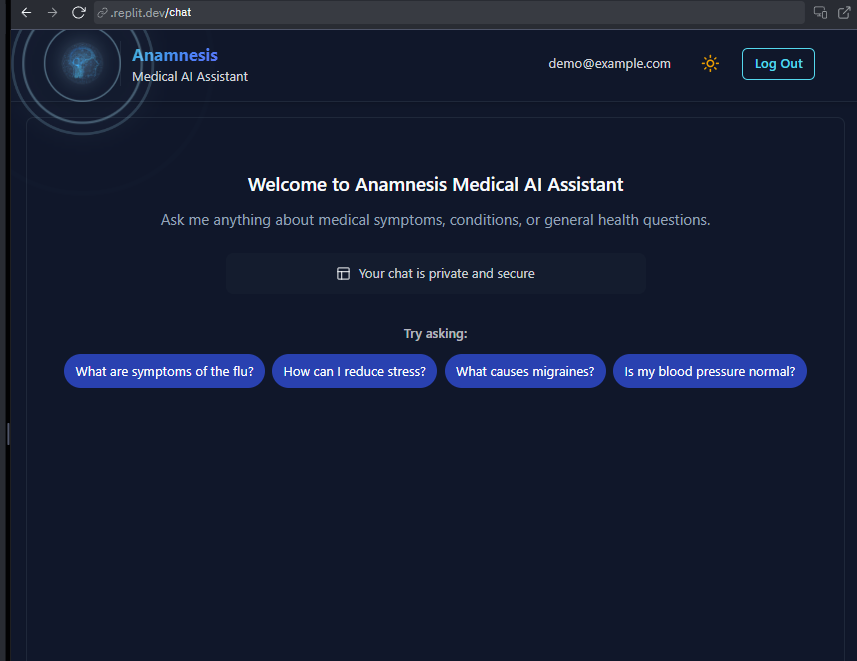 .replit.dev/chat
Anamnesis
Medical AI Assistant
demo@example.com
Log Out
Welcome to Anamnesis Medical AI Assistant
Ask me anything about medical symptoms, conditions, or general health questions.
Your chat is private and secure
Try asking:
What are symptoms of the flu?
How can I reduce stress?
What causes migraines?
Is my blood pressure normal?